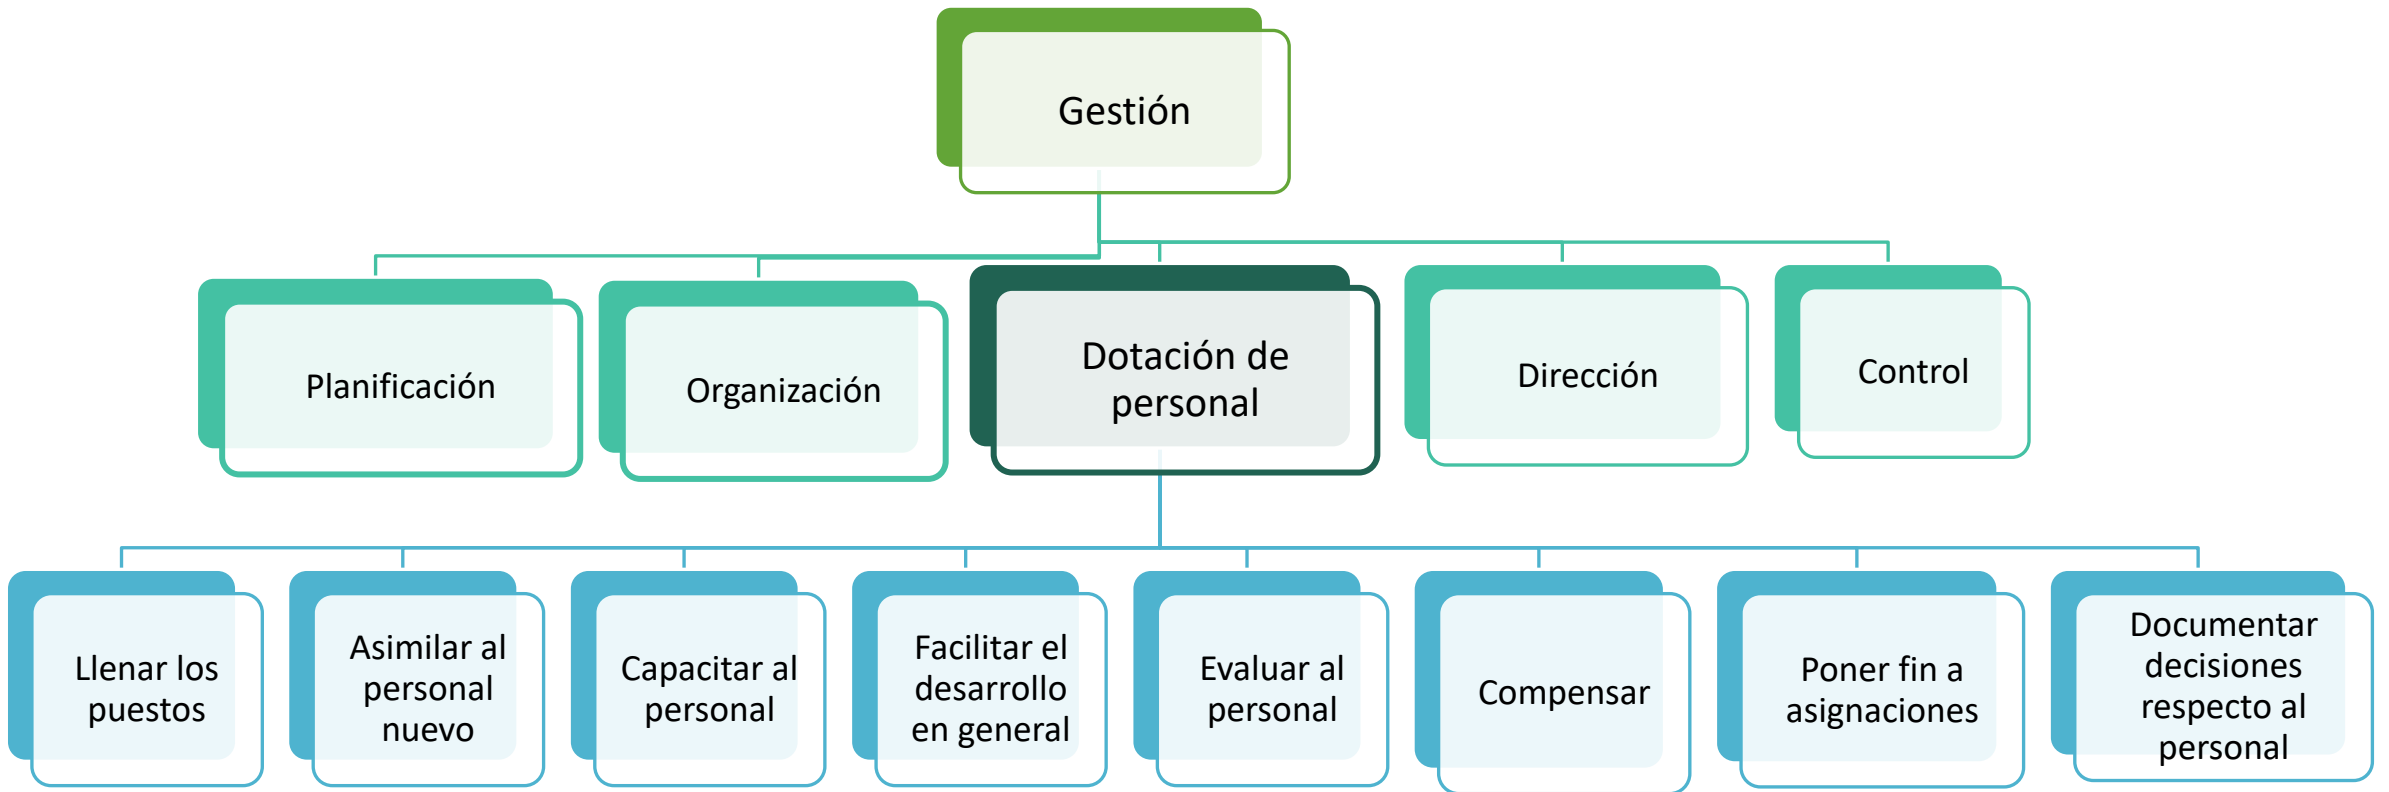 Gestión
Planificación
Organización
Dotación de
personal
Dirección
Control
Llenar los
puestos
Asimilar al
personal
nuevo
Capacitar al
personal
Facilitar el
desarrollo
en general
Evaluar al
personal
Compensar
Poner fin a
asignaciones
Documentar
decisiones
respecto al
personal